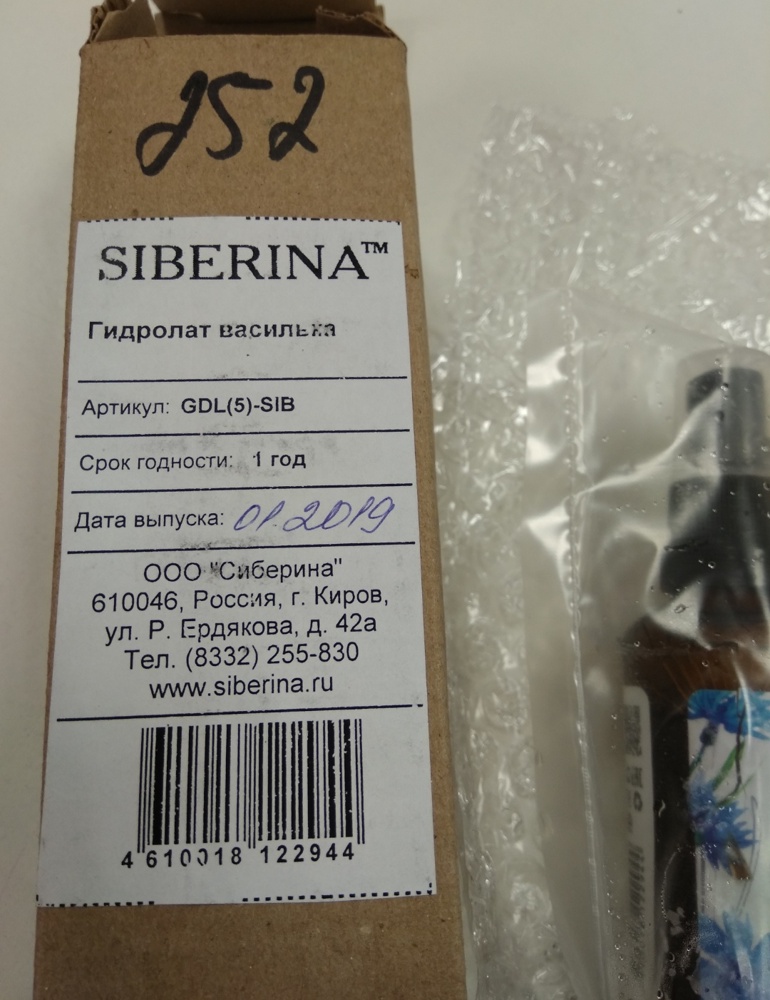 252
SIBERINA™
Гидролат василька
Артикул: GDL(5)-SIB
Срок годности: 1 год
Дата выпуска: 01.2019
ООО "Сиберина"
610046, Россия, г. Киров,
ул. Р. Ердякова, д. 42а
Тел. (8332) 255-830
www.siberina.ru
4 610018 122944